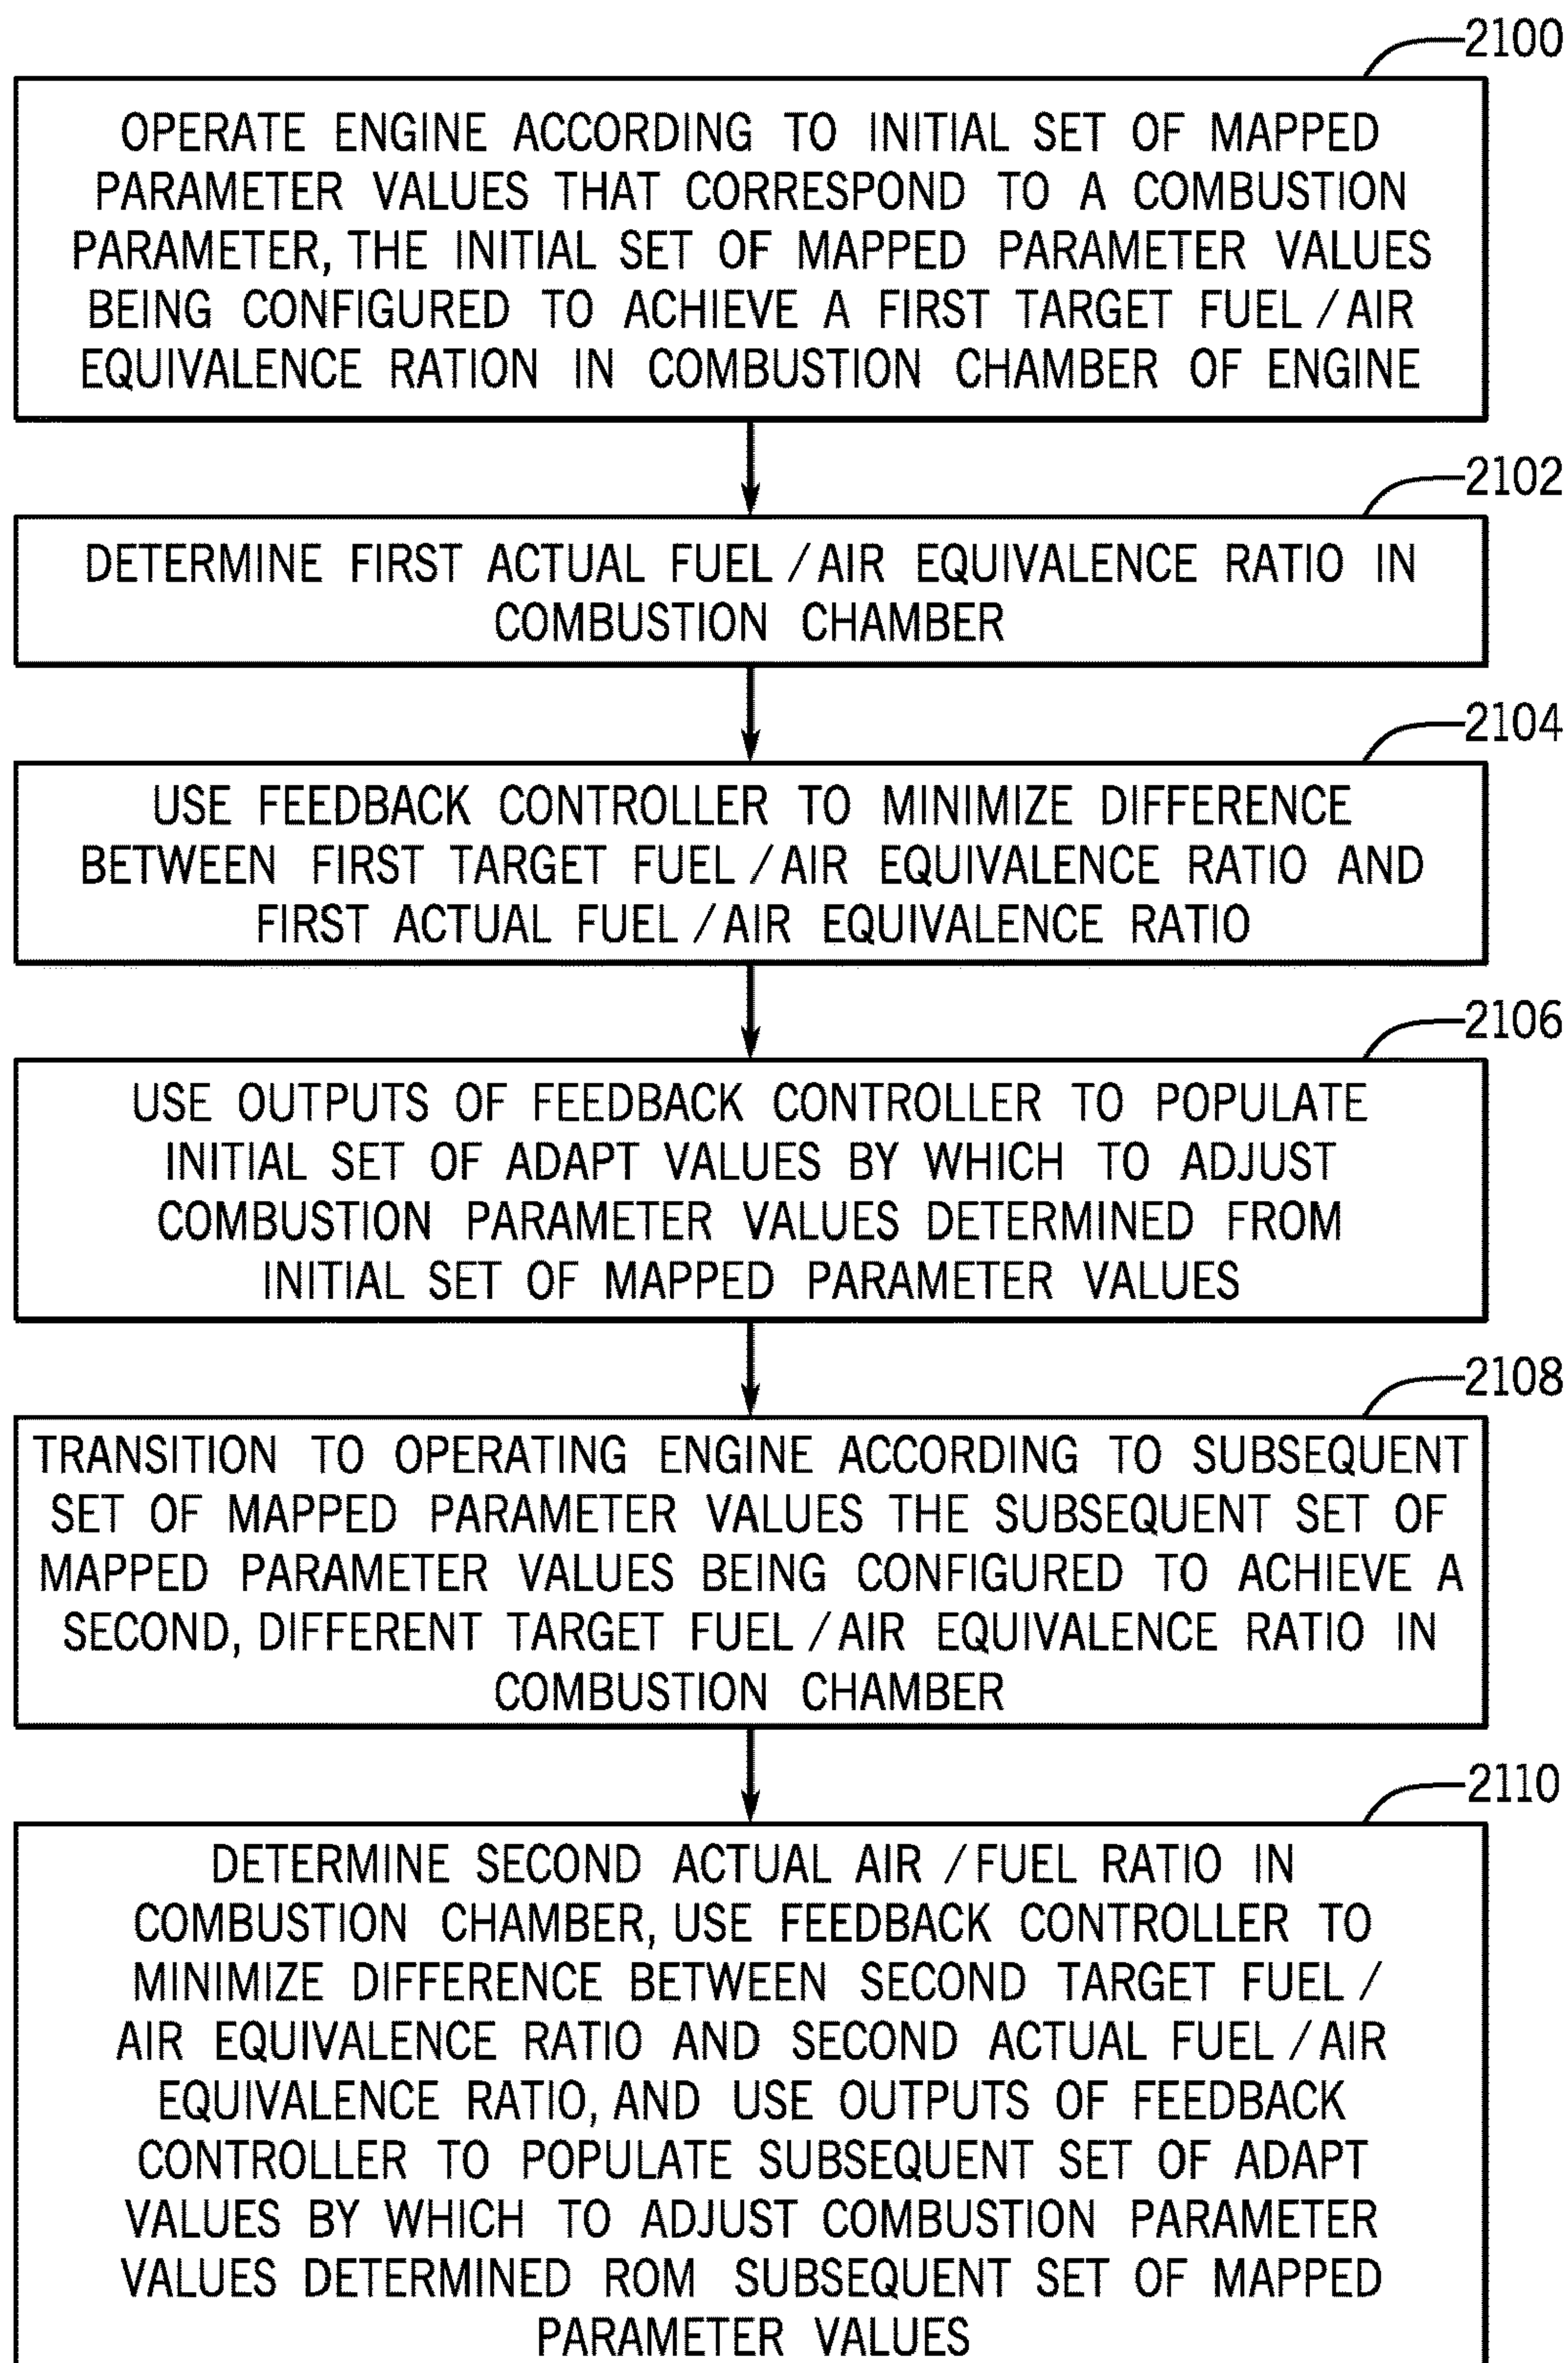 2100
OPERATE ENGINE ACCORDING TO INITIAL SET OF MAPPED
PARAMETER VALUES THAT CORRESPOND TO A COMBUSTION
PARAMETER, THE INITIAL SET OF MAPPED PARAMETER VALUES
BEING CONFIGURED TO ACHIEVE A FIRST TARGET FUEL/AIR
EQUIVALENCE RATION IN COMBUSTION CHAMBER OF ENGINE
2102
DETERMINE FIRST ACTUAL FUEL/AIR EQUIVALENCE RATIO IN
COMBUSTION CHAMBER
2104
USE FEEDBACK CONTROLLER TO MINIMIZE DIFFERENCE
BETWEEN FIRST TARGET FUEL/AIR EQUIVALENCE RATIO AND
FIRST ACTUAL FUEL/AIR EQUIVALENCE RATIO
2106
USE OUTPUTS OF FEEDBACK CONTROLLER TO POPULATE
INITIAL SET OF ADAPT VALUES BY WHICH TO ADJUST
COMBUSTION PARAMETER VALUES DETERMINED FROM
INITIAL SET OF MAPPED PARAMETER VALUES
2108
TRANSITION TO OPERATING ENGINE ACCORDING TO SUBSEQUENT
SET OF MAPPED PARAMETER VALUES THE SUBSEQUENT SET OF
MAPPED PARAMETER VALUES BEING CONFIGURED TO ACHIEVE A
SECOND, DIFFERENT TARGET FUEL/AIR EQUIVALENCE RATIO IN
COMBUSTION CHAMBER
2110
DETERMINE SECOND ACTUAL AIR/FUEL RATIO IN
COMBUSTION CHAMBER, USE FEEDBACK CONTROLLER TO
MINIMIZE DIFFERENCE BETWEEN SECOND TARGET FUEL/
AIR EQUIVALENCE RATIO AND SECOND ACTUAL FUEL/AIR
EQUIVALENCE RATIO, AND USE OUTPUTS OF FEEDBACK
CONTROLLER TO POPULATE SUBSEQUENT SET OF ADAPT
VALUES BY WHICH TO ADJUST COMBUSTION PARAMETER
VALUES DETERMINED ROM SUBSEQUENT SET OF MAPPED
PARAMETER VALUES